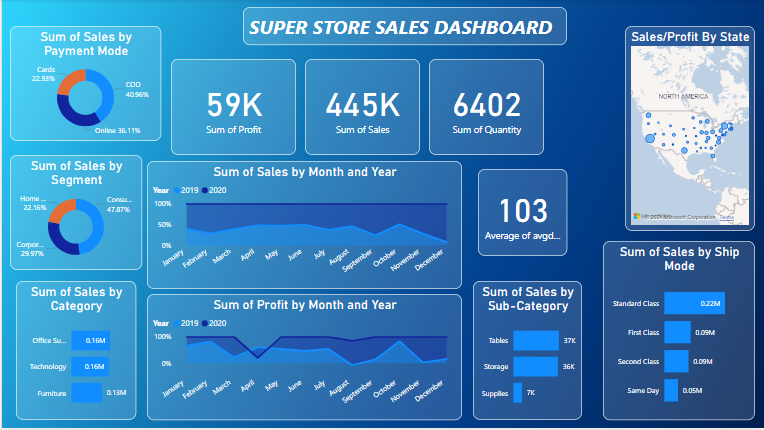 SUPER STORE SALES DASHBOARD
Sum of Sales by
Payment Mode
Cards
22.93%
COD
40.96%
Online 36.11%
59K
Sum of Profit
445K
Sum of Sales
6402
Sum of Quantity
Sales/Profit By State
NORTH AMERICA
Microsoft Corporation
Terms
Sum of Sales by
Segment
Home ...
22.16%
Consu...
47.87%
Corpor...
29.97%
Sum of Sales by Month and Year
Year 2019 2020
100%
50%
0%
January
February
March
April
May
June
July
August
September
October
November
December
103
Average of avgd...
Sum of Sales by
Category
Office Su...
0.16M
Technology
0.16M
Furniture
0.13M
Sum of Profit by Month and Year
Year 2019 2020
100%
0%
January
February
March
April
May
June
July
August
September
October
November
December
Sum of Sales by
Sub-Category
Tables
37K
Storage
36K
Supplies
7K
Sum of Sales by Ship
Mode
Standard Class
0.22M
First Class
0.09M
Second Class
0.09M
Same Day
0.05M